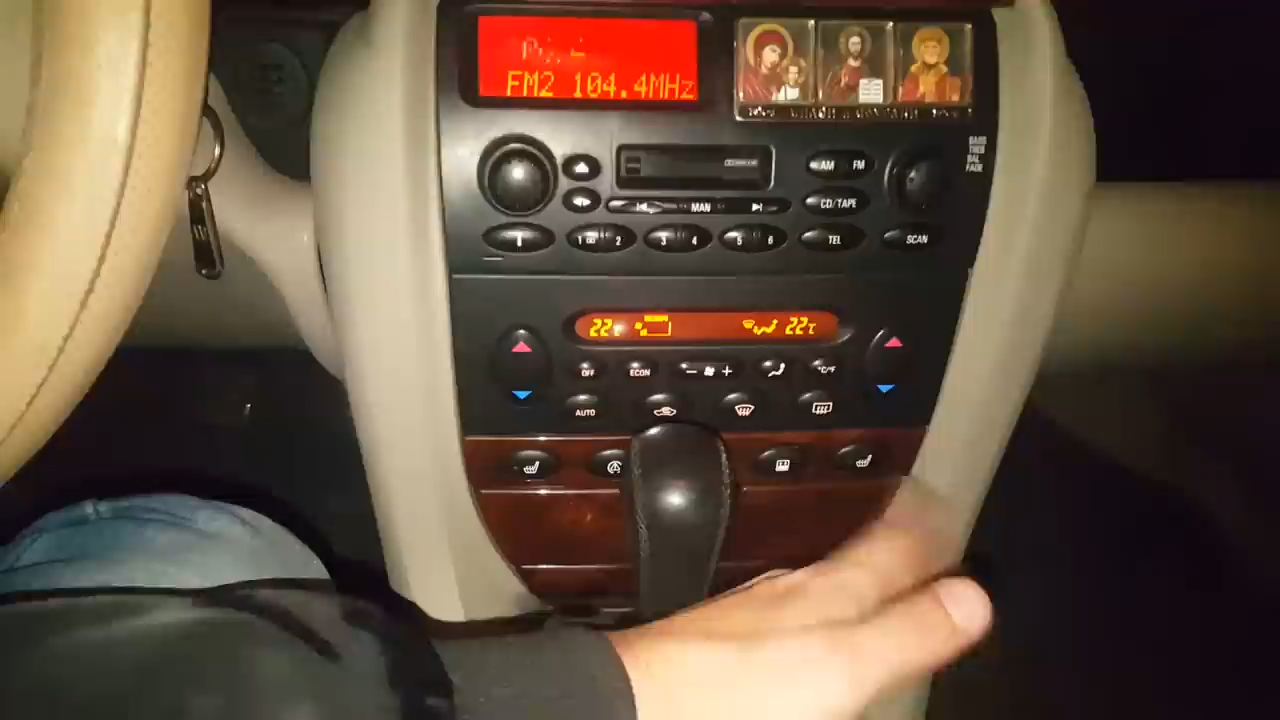 FM2 104.4MHz
BASS
TREB
BAL
FADE
AM FM
MAN
CD/TAPE
1 2 3 4 5 6 TEL SCAN
22°C 22°C
OFF ECON - + °C/F
AUTO